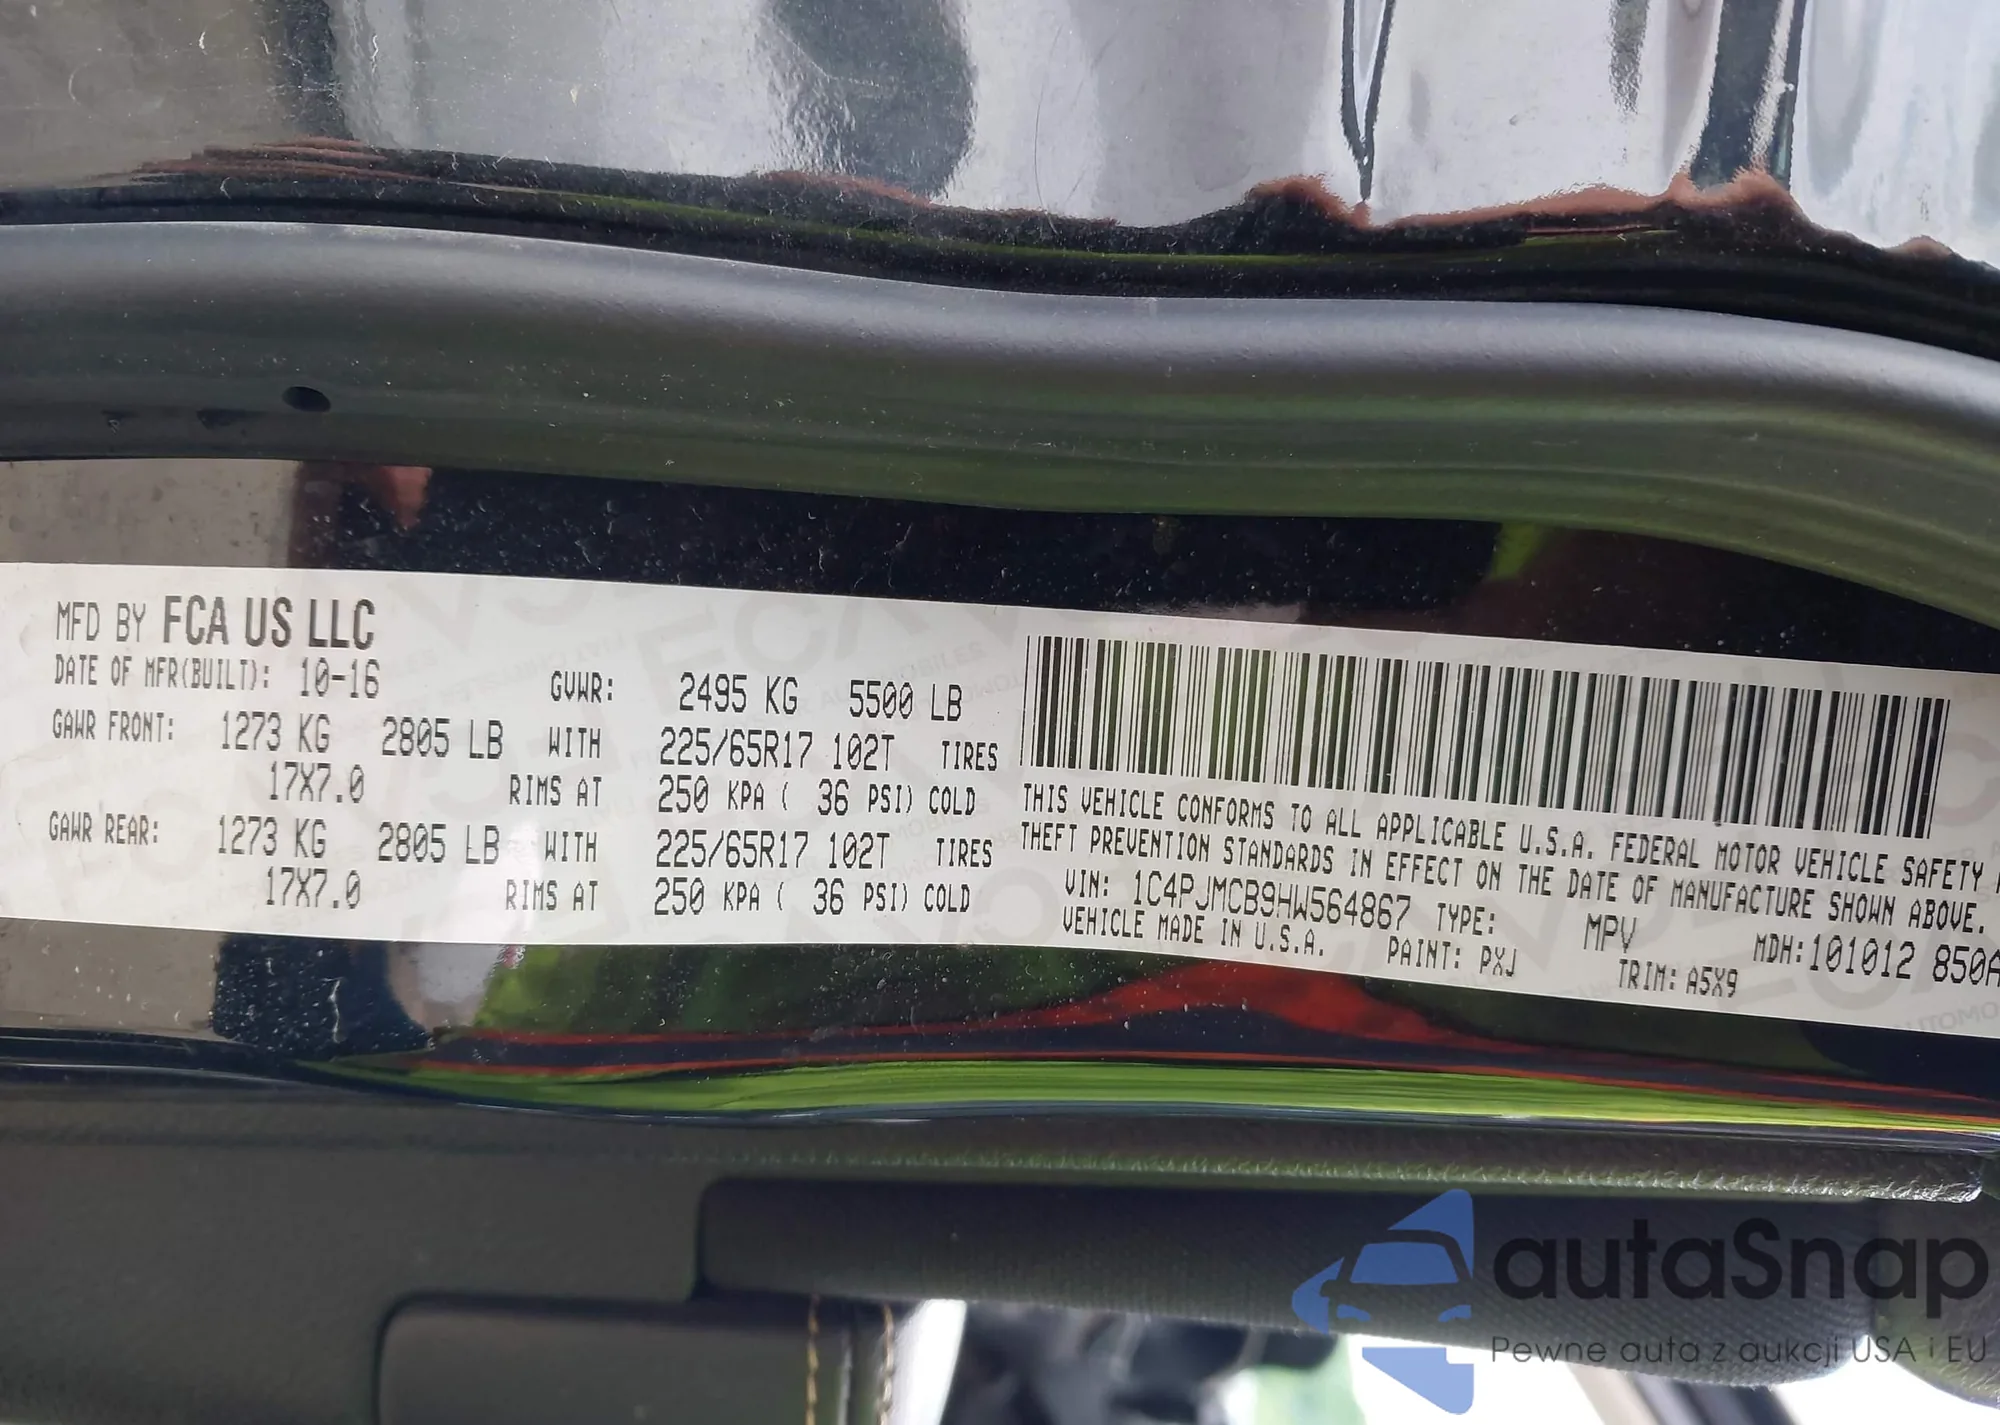 MFD BY FCA US LLC
DATE OF MFR(BUILT): 10-16 GVWR: 2495 KG 5500 LB
GAWR FRONT: 1273 KG 2805 LB WITH 225/65R17 102T TIRES
17X7.0 RIMS AT 250 KPA ( 36 PSI) COLD
GAWR REAR: 1273 KG 2805 LB WITH 225/65R17 102T TIRES
17X7.0 RIMS AT 250 KPA ( 36 PSI) COLD
THIS VEHICLE CONFORMS TO ALL APPLICABLE U.S.A. FEDERAL MOTOR VEHICLE SAFETY
THEFT PREVENTION STANDARDS IN EFFECT ON THE DATE OF MANUFACTURE SHOWN ABOVE.
VIN: 1C4PJMCB9HW564867 TYPE: MPV MDH:101012 850A
VEHICLE MADE IN U.S.A. PAINT: PXJ TRIM: A5X9
autaSnap
Pewne auta z aukcji USA i EU